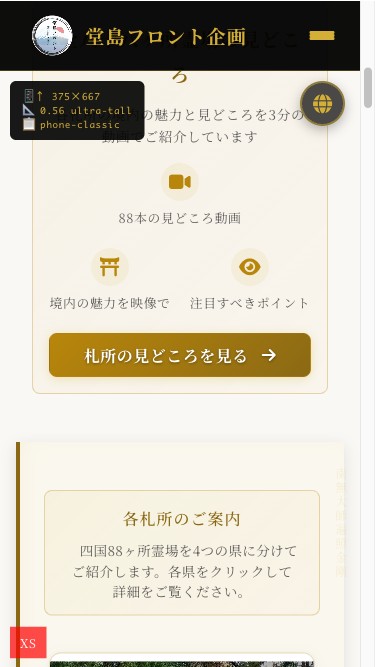 堂島フロント企画
ろ
↑ 375×667
0.56 ultra-tall
phone-classic
の魅力と見どころを3分の
動画でご紹介しています
88本の見どころ動画
境内の魅力を映像で
注目すべきポイント
札所の見どころを見る →
各札所のご案内
四国88ヶ所霊場を4つの県に分けて
ご紹介します。各県をクリックして
詳細をご覧ください。
XS